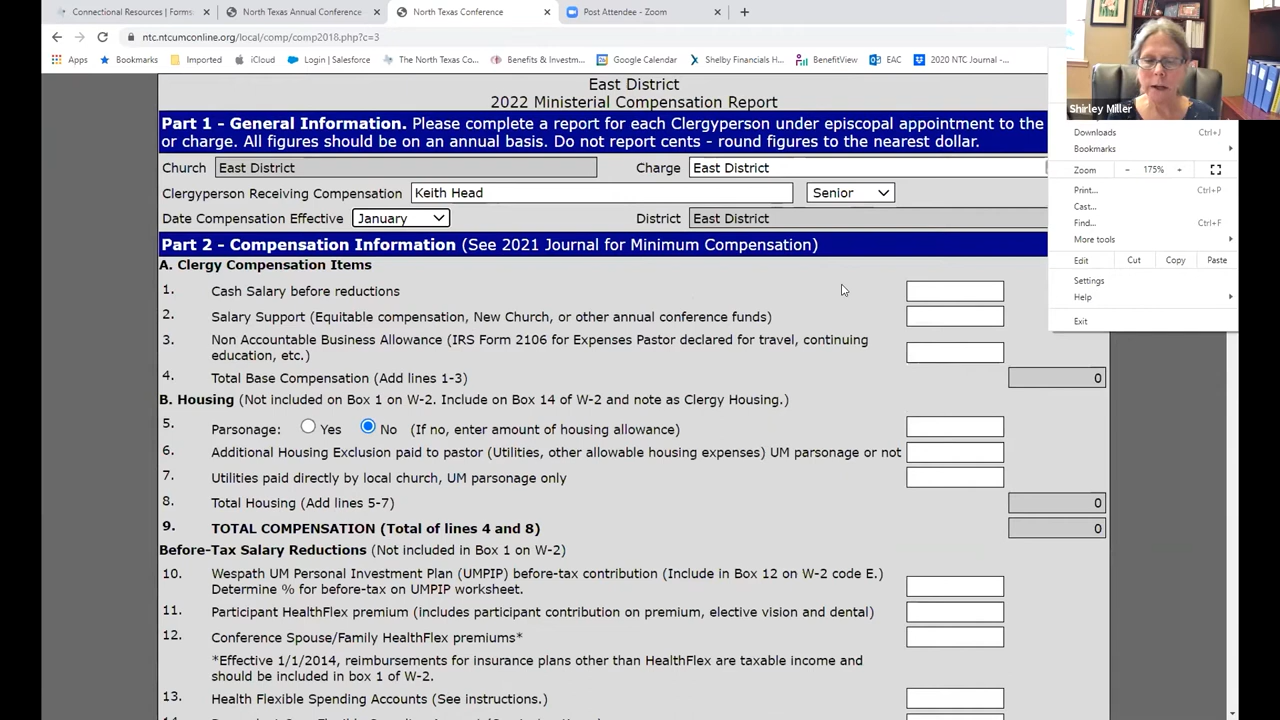 Connectional Resources | Forms
North Texas Annual Conference
North Texas Conference
Post Attendee - Zoom
ntc.ntcumconline.org/local/comp/comp2018.php?c=3
Apps
Bookmarks
Imported
iCloud
Login | Salesforce
The North Texas Co...
Benefits & Investm...
Google Calendar
Shelby Financials H...
BenefitView
EAC
2020 NTC Journal -...
Shirley Miller
East District
2022 Ministerial Compensation Report
Part 1 - General Information. Please complete a report for each Clergyperson under episcopal appointment to the
or charge. All figures should be on an annual basis. Do not report cents - round figures to the nearest dollar.
Church East District Charge East District
Clergyperson Receiving Compensation Keith Head Senior
Date Compensation Effective January District East District
Part 2 - Compensation Information (See 2021 Journal for Minimum Compensation)
A. Clergy Compensation Items
1. Cash Salary before reductions
2. Salary Support (Equitable compensation, New Church, or other annual conference funds)
3. Non Accountable Business Allowance (IRS Form 2106 for Expenses Pastor declared for travel, continuing
education, etc.)
4. Total Base Compensation (Add lines 1-3) 0
B. Housing (Not included on Box 1 on W-2. Include on Box 14 of W-2 and note as Clergy Housing.)
5. Parsonage: Yes No (If no, enter amount of housing allowance)
6. Additional Housing Exclusion paid to pastor (Utilities, other allowable housing expenses) UM parsonage or not
7. Utilities paid directly by local church, UM parsonage only
8. Total Housing (Add lines 5-7) 0
9. TOTAL COMPENSATION (Total of lines 4 and 8) 0
Before-Tax Salary Reductions (Not included in Box 1 on W-2)
10. Wespath UM Personal Investment Plan (UMPIP) before-tax contribution (Include in Box 12 on W-2 code E.)
Determine % for before-tax on UMPIP worksheet.
11. Participant HealthFlex premium (includes participant contribution on premium, elective vision and dental)
12. Conference Spouse/Family HealthFlex premiums*
*Effective 1/1/2014, reimbursements for insurance plans other than HealthFlex are taxable income and
should be included in box 1 of W-2.
13. Health Flexible Spending Accounts (See instructions.)
Downloads Ctrl+J
Bookmarks
Zoom - 175% +
Print... Ctrl+P
Cast...
Find... Ctrl+F
More tools
Edit Cut Copy Paste
Settings
Help
Exit